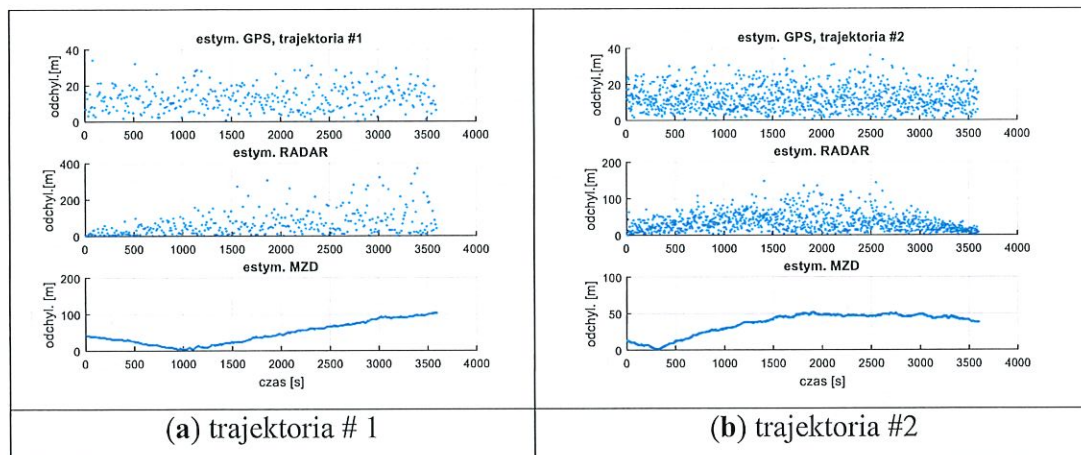 estym. GPS, trajektoria #1
odchyl.[m]
40
20
0
0 500 1000 1500 2000 2500 3000 3500 4000
estym. RADAR
odchyl.[m]
400
200
0
0 500 1000 1500 2000 2500 3000 3500 4000
estym. MZD
odchyl. [m]
200
100
0
0 500 1000 1500 2000 2500 3000 3500 4000
czas [s]
(a) trajektoria # 1
estym. GPS, trajektoria #2
odchyl.[m]
40
20
0
0 500 1000 1500 2000 2500 3000 3500 4000
estym. RADAR
odchyl.[m]
200
100
0
0 500 1000 1500 2000 2500 3000 3500 4000
estym. MZD
odchyl. [m]
100
50
0
0 500 1000 1500 2000 2500 3000 3500 4000
czas [s]
(b) trajektoria #2